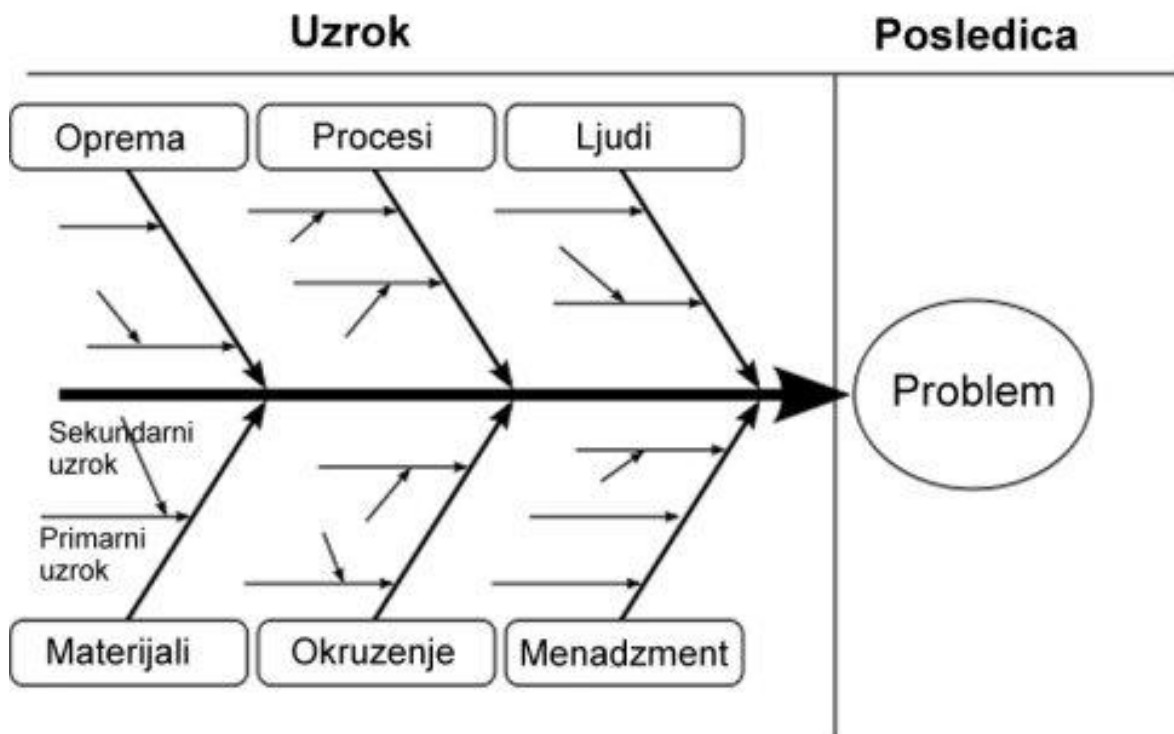 Uzrok
Posledica
Oprema
Procesi
Ljudi
Problem
Sekundarni
uzrok
Primarni
uzrok
Materijali
Okruzenje
Menadzment